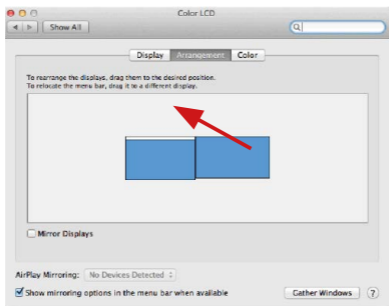 Color LCD
Show All
Display Arrangement Color
To rearrange the displays, drag them to the desired position.
To relocate the menu bar, drag it to a different display.
Mirror Displays
AirPlay Mirroring: No Devices Detected
Show mirroring options in the menu bar when available
Gather Windows ?